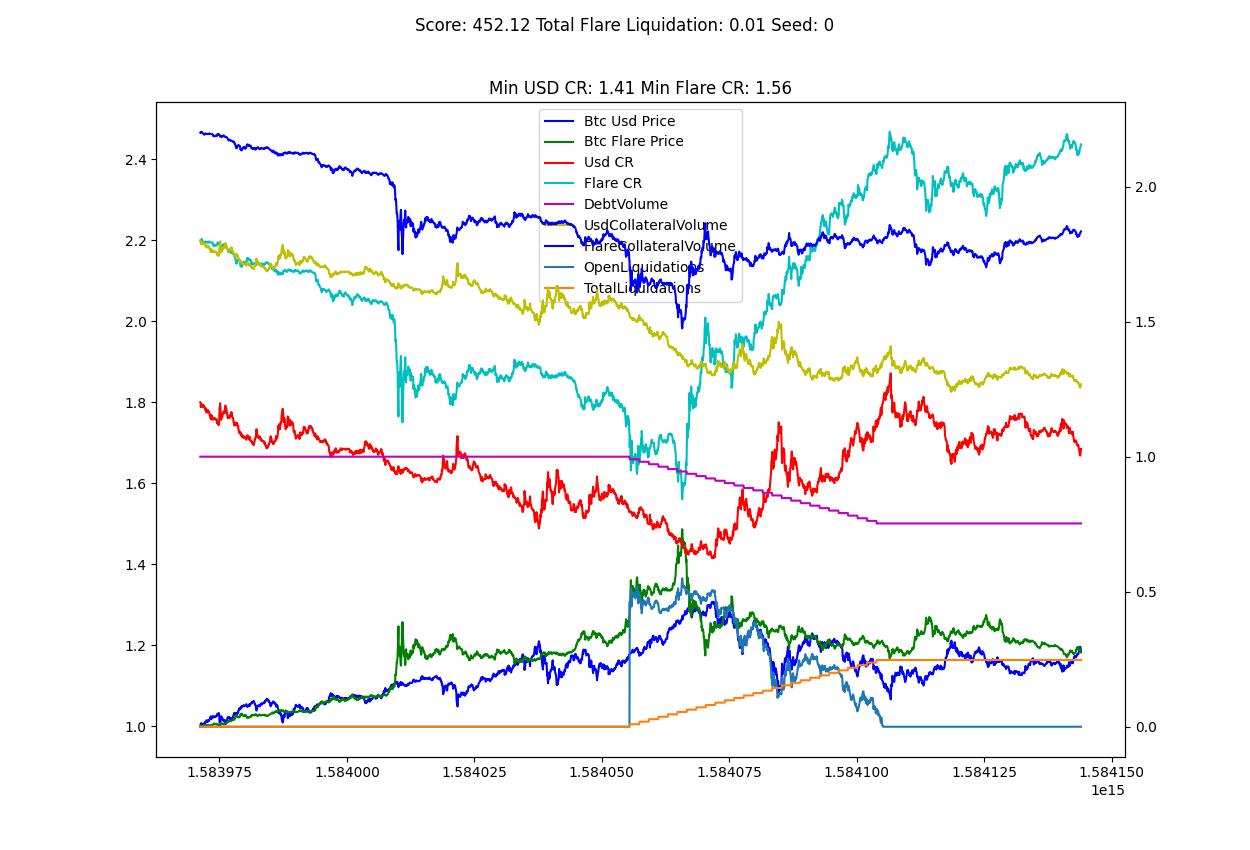 Score: 452.12 Total Flare Liquidation: 0.01 Seed: 0
Min USD CR: 1.41 Min Flare CR: 1.56
Btc Usd Price
Btc Flare Price
Usd CR
Flare CR
DebtVolume
UsdCollateralVolume
FlareCollateralVolume
OpenLiquidations
TotalLiquidations
2.4
2.2
2.0
1.8
1.6
1.4
1.2
1.0
2.0
1.5
1.0
0.5
0.0
1.583975 1.584000 1.584025 1.584050 1.584075 1.584100 1.584125 1.584150
1e15